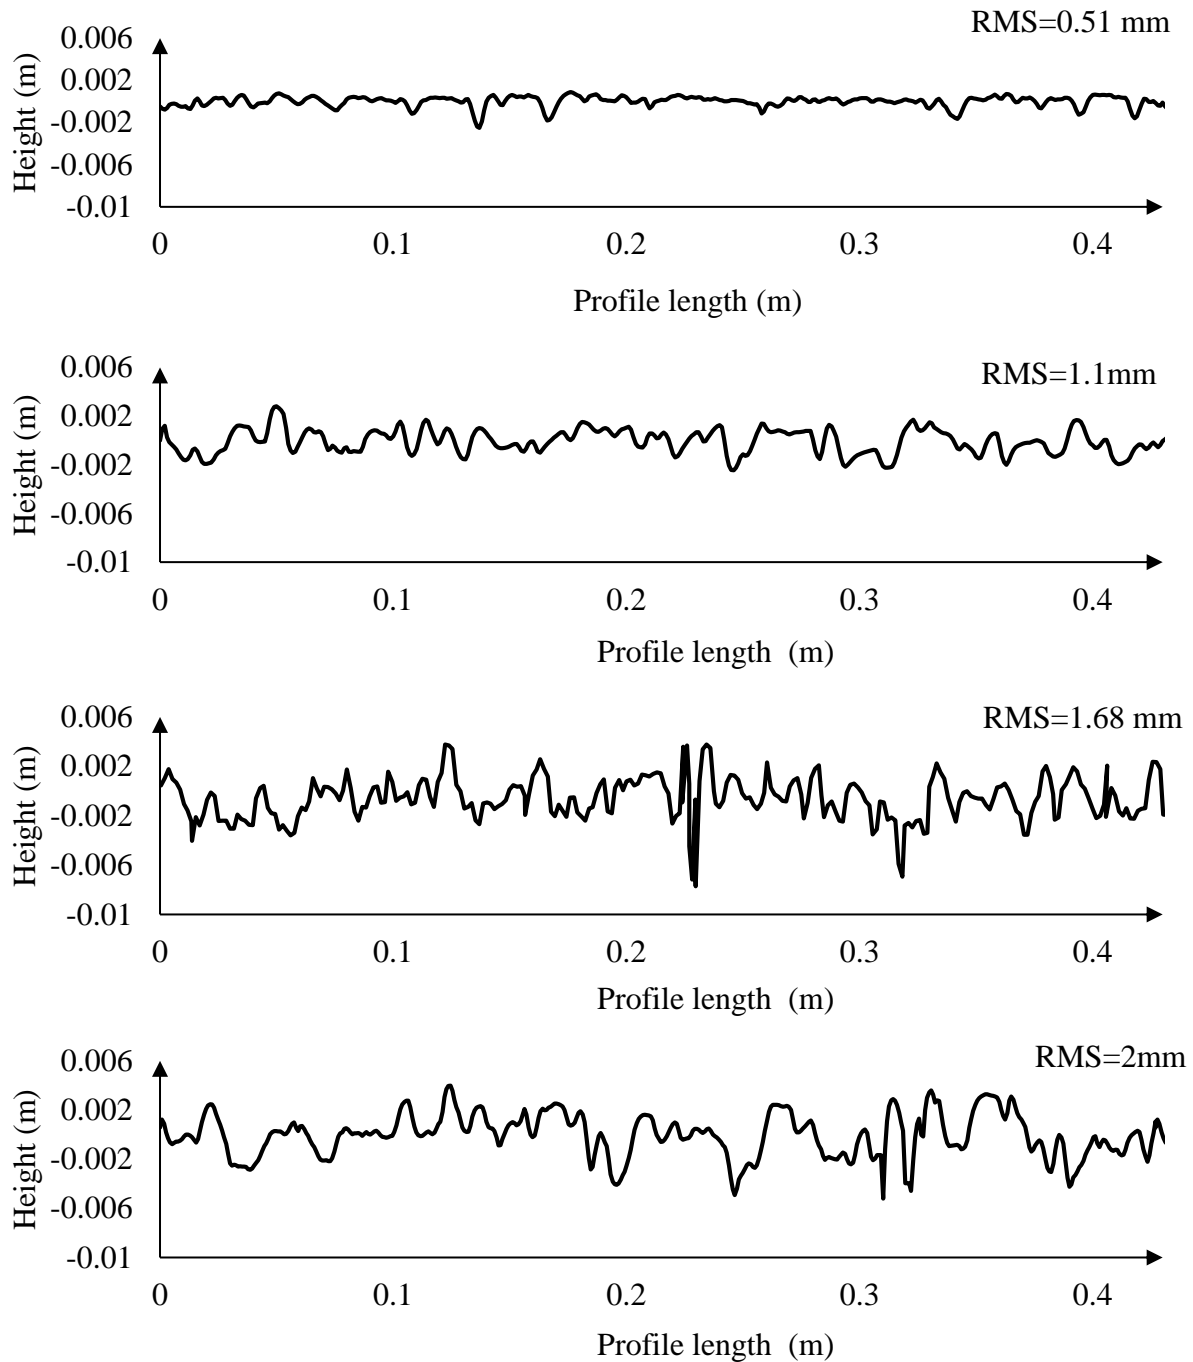 RMS=0.51 mm
Height (m)
0.006
0.002
-0.002
-0.006
-0.01
0 0.1 0.2 0.3 0.4
Profile length (m)
RMS=1.1mm
Height (m)
0.006
0.002
-0.002
-0.006
-0.01
0 0.1 0.2 0.3 0.4
Profile length (m)
RMS=1.68 mm
Height (m)
0.006
0.002
-0.002
-0.006
-0.01
0 0.1 0.2 0.3 0.4
Profile length (m)
RMS=2mm
Height (m)
0.006
0.002
-0.002
-0.006
-0.01
0 0.1 0.2 0.3 0.4
Profile length (m)